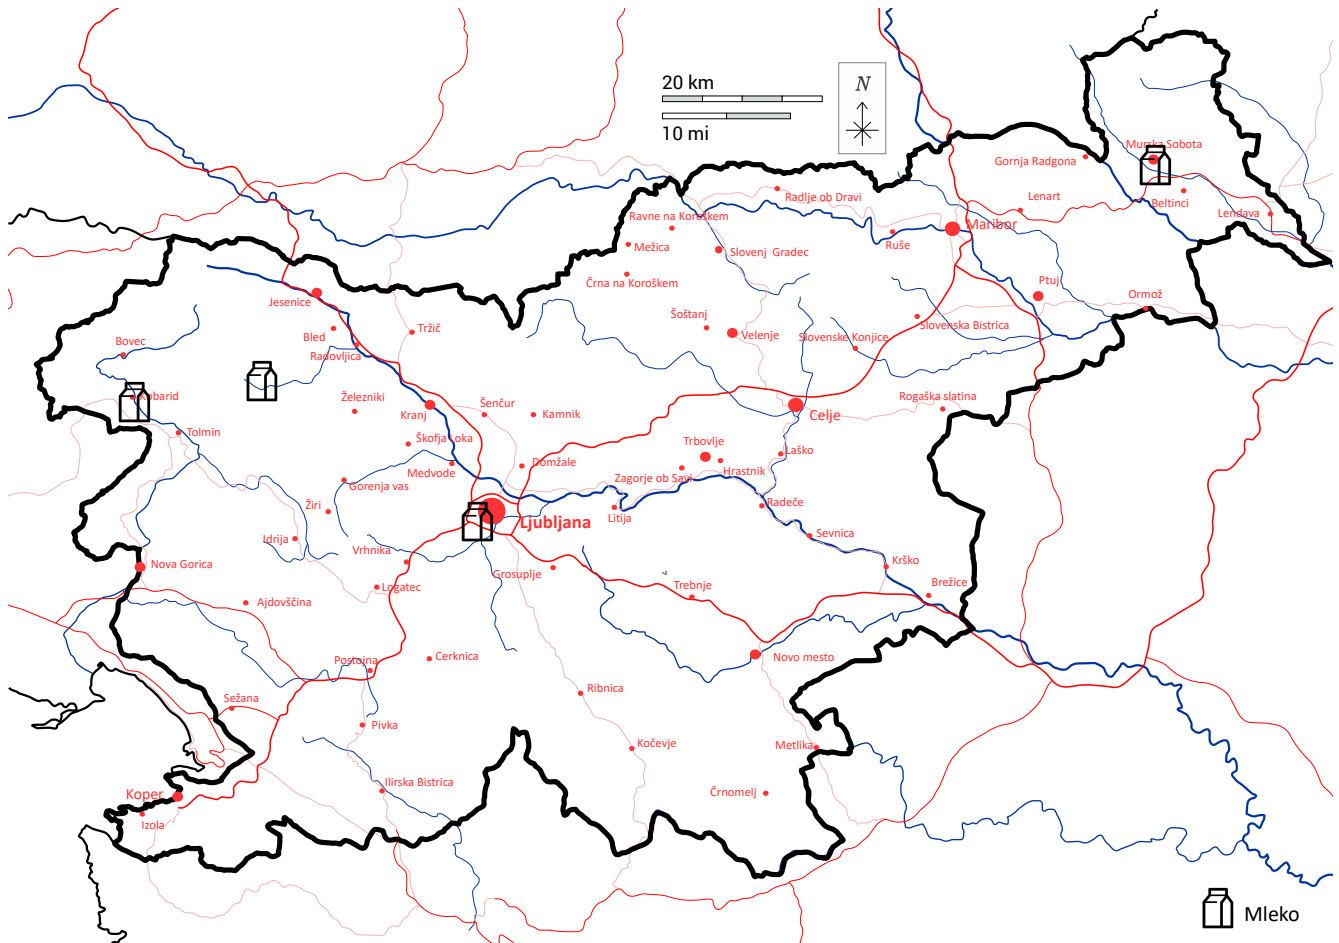 20 km
10 mi
N
Murska Sobota
Gornja Radgona
Radlje ob Dravi
Lenart
Beltinci
Lendava
Ravne na Koroškem
Maribor
Mežica
Slovenj Gradec
Ruše
Črna na Koroškem
Ptuj
Ormož
Jesenice
Šoštanj
Slovenska Bistrica
Tržič
Bled
Velenje
Slovenske Konjice
Bovec
Radovljica
Kobarid
Železniki
Šenčur
Kamnik
Rogaška slatina
Kranj
Celje
Tolmin
Škofja Loka
Trbovlje
Laško
Domžale
Medvode
Zagorje ob Savi
Hrastnik
Gorenja vas
Žiri
Radeče
Litija
Ljubljana
Sevnica
Idrija
Vrhnika
Nova Gorica
Grosuplje
Krško
Logatec
Trebnje
Brežice
Ajdovščina
Postojna
Cerknica
Novo mesto
Ribnica
Sežana
Pivka
Kočevje
Metlika
Ilirska Bistrica
Koper
Črnomelj
Izola
Mleko